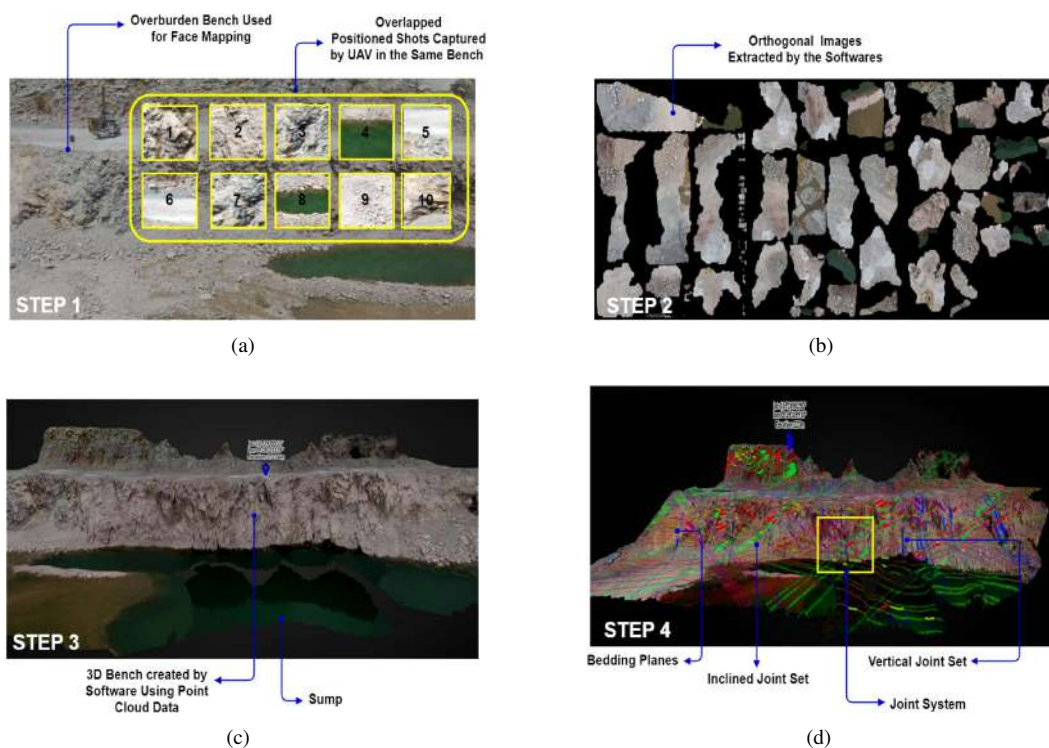 Overburden Bench Used
for Face Mapping
Overlapped
Positioned Shots Captured
by UAV in the Same Bench
1
2
3
4
5
6
7
8
9
10
STEP 1
(a)
Orthogonal Images
Extracted by the Softwares
STEP 2
(b)
STEP 3
3D Bench created by
Software Using Point
Cloud Data
Sump
(c)
STEP 4
Bedding Planes
Inclined Joint Set
Vertical Joint Set
Joint System
(d)